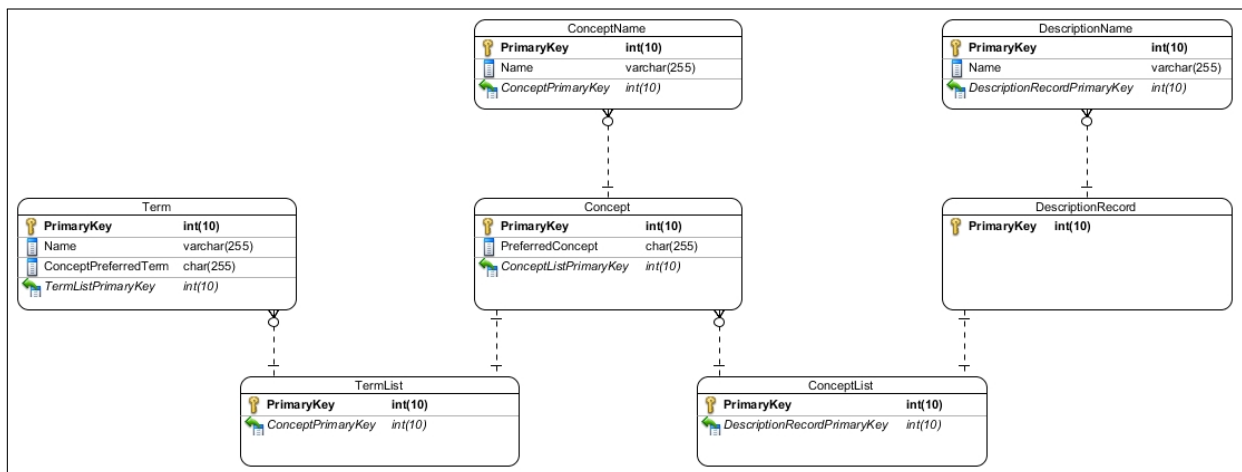 ConceptName
PrimaryKey int(10)
Name varchar(255)
ConceptPrimaryKey int(10)
DescriptionName
PrimaryKey int(10)
Name varchar(255)
DescriptionRecordPrimaryKey int(10)
Term
PrimaryKey int(10)
Name varchar(255)
ConceptPreferredTerm char(255)
TermListPrimaryKey int(10)
Concept
PrimaryKey int(10)
PreferredConcept char(255)
ConceptListPrimaryKey int(10)
DescriptionRecord
PrimaryKey int(10)
TermList
PrimaryKey int(10)
ConceptPrimaryKey int(10)
ConceptList
PrimaryKey int(10)
DescriptionRecordPrimaryKey int(10)